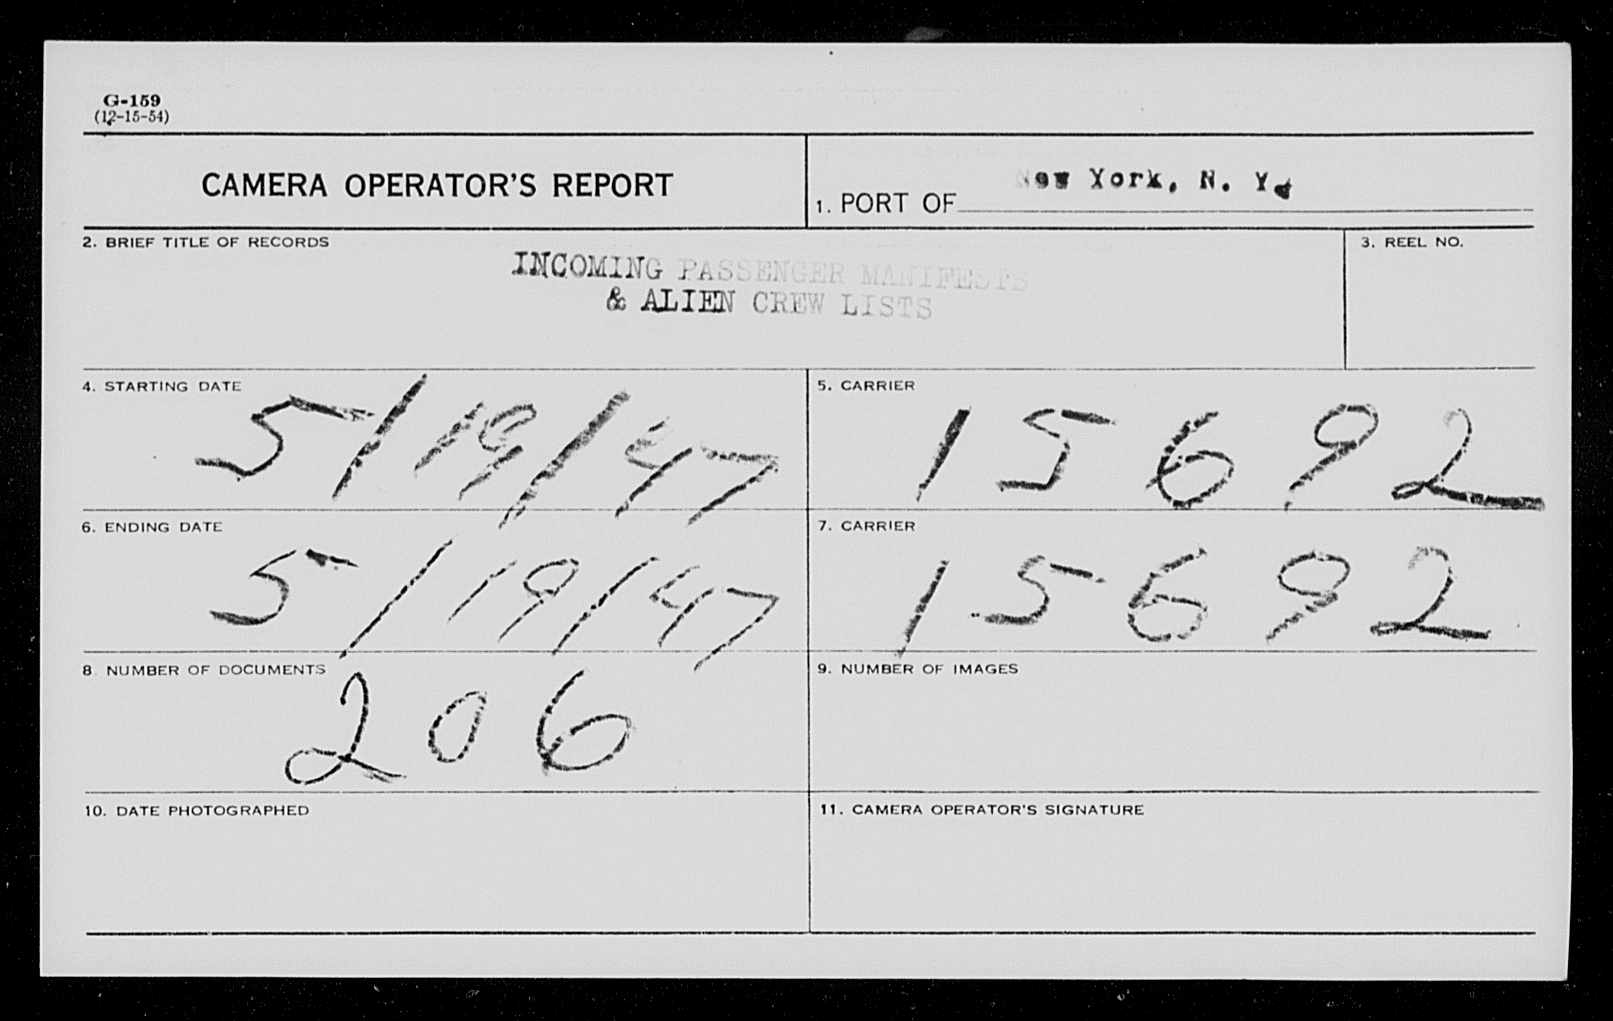 G-159
(12-15-54)
CAMERA OPERATOR'S REPORT
1. PORT OF New York, N. Y.
2. BRIEF TITLE OF RECORDS
INCOMING PASSENGER MANIFESTS
& ALIEN CREW LISTS
3. REEL NO.
4. STARTING DATE
5/19/47
5. CARRIER
15692
6. ENDING DATE
5/19/47
7. CARRIER
15692
8. NUMBER OF DOCUMENTS
206
9. NUMBER OF IMAGES
10. DATE PHOTOGRAPHED
11. CAMERA OPERATOR'S SIGNATURE